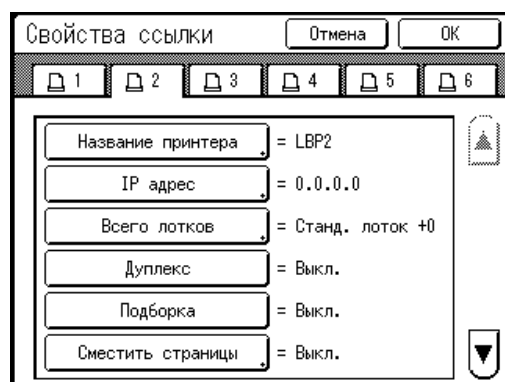 Свойства ссылки Отмена OK
1 2 3 4 5 6
Название принтера = LBP2
IP адрес = 0.0.0.0
Всего лотков = Станд. лоток +0
Дуплекс = Выкл.
Подборка = Выкл.
Сместить страницы = Выкл.